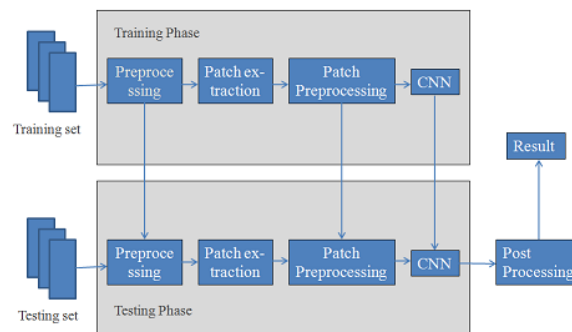 Training Phase
Preproce
ssing
Patch ex-
traction
Patch
Preprocessing
CNN
Training set
Result
Preproce
ssing
Patch ex-
traction
Patch
Preprocessing
CNN
Post
Processing
Testing set
Testing Phase